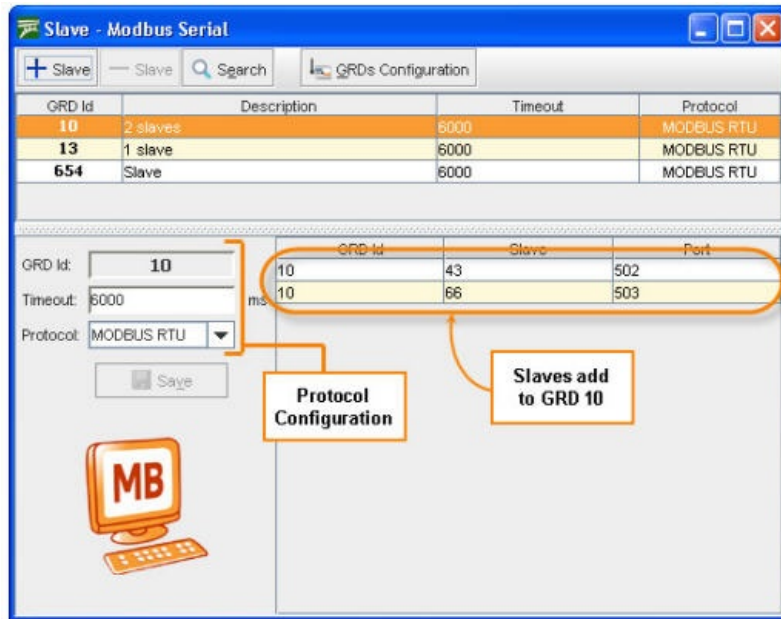 Slave - Modbus Serial
+ Slave — Slave Search GRDs Configuration
GRD Id Description Timeout Protocol
10 2 slaves 6000 MODBUS RTU
13 1 slave 6000 MODBUS RTU
654 Slave 6000 MODBUS RTU
GRD Id Slave Port
GRD Id: 10
10 43 502
Timeout: 6000 ms
10 66 503
Protocol: MODBUS RTU
Save
Protocol
Configuration
Slaves add
to GRD 10
MB